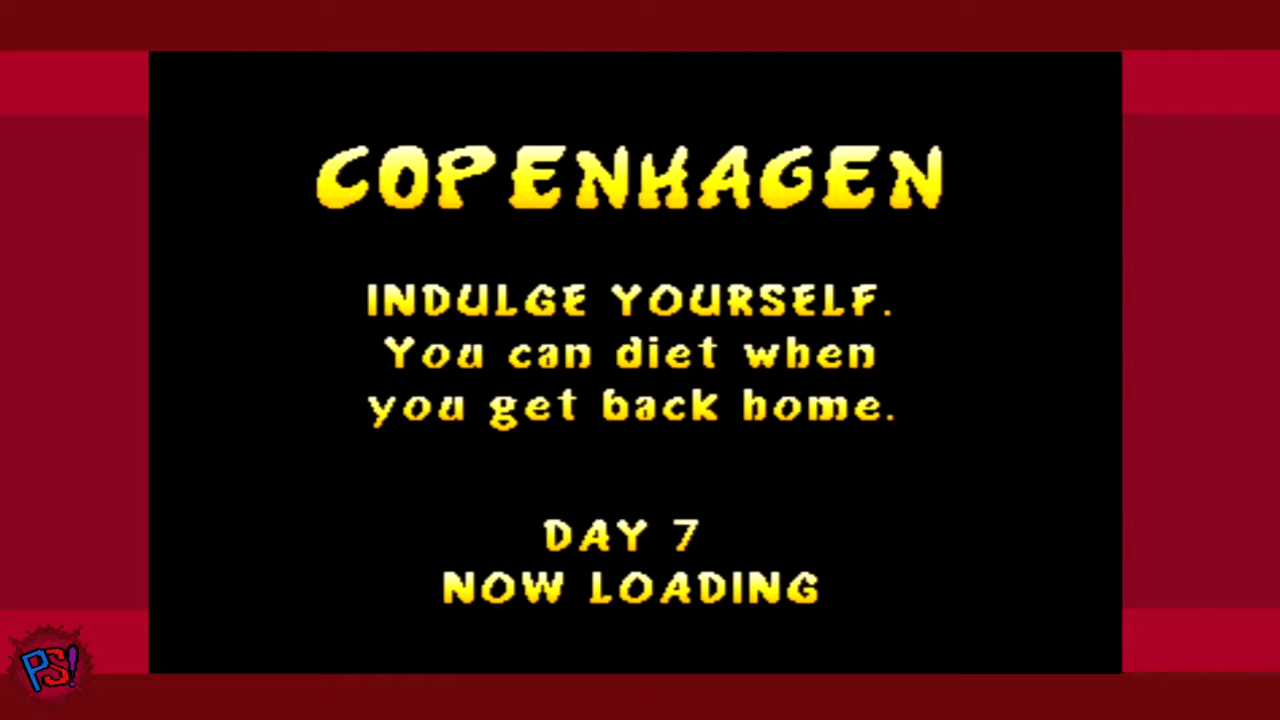 COPENHAGEN
INDULGE YOURSELF.
You can diet when
you get back home.
DAY 7
NOW LOADING
PS!